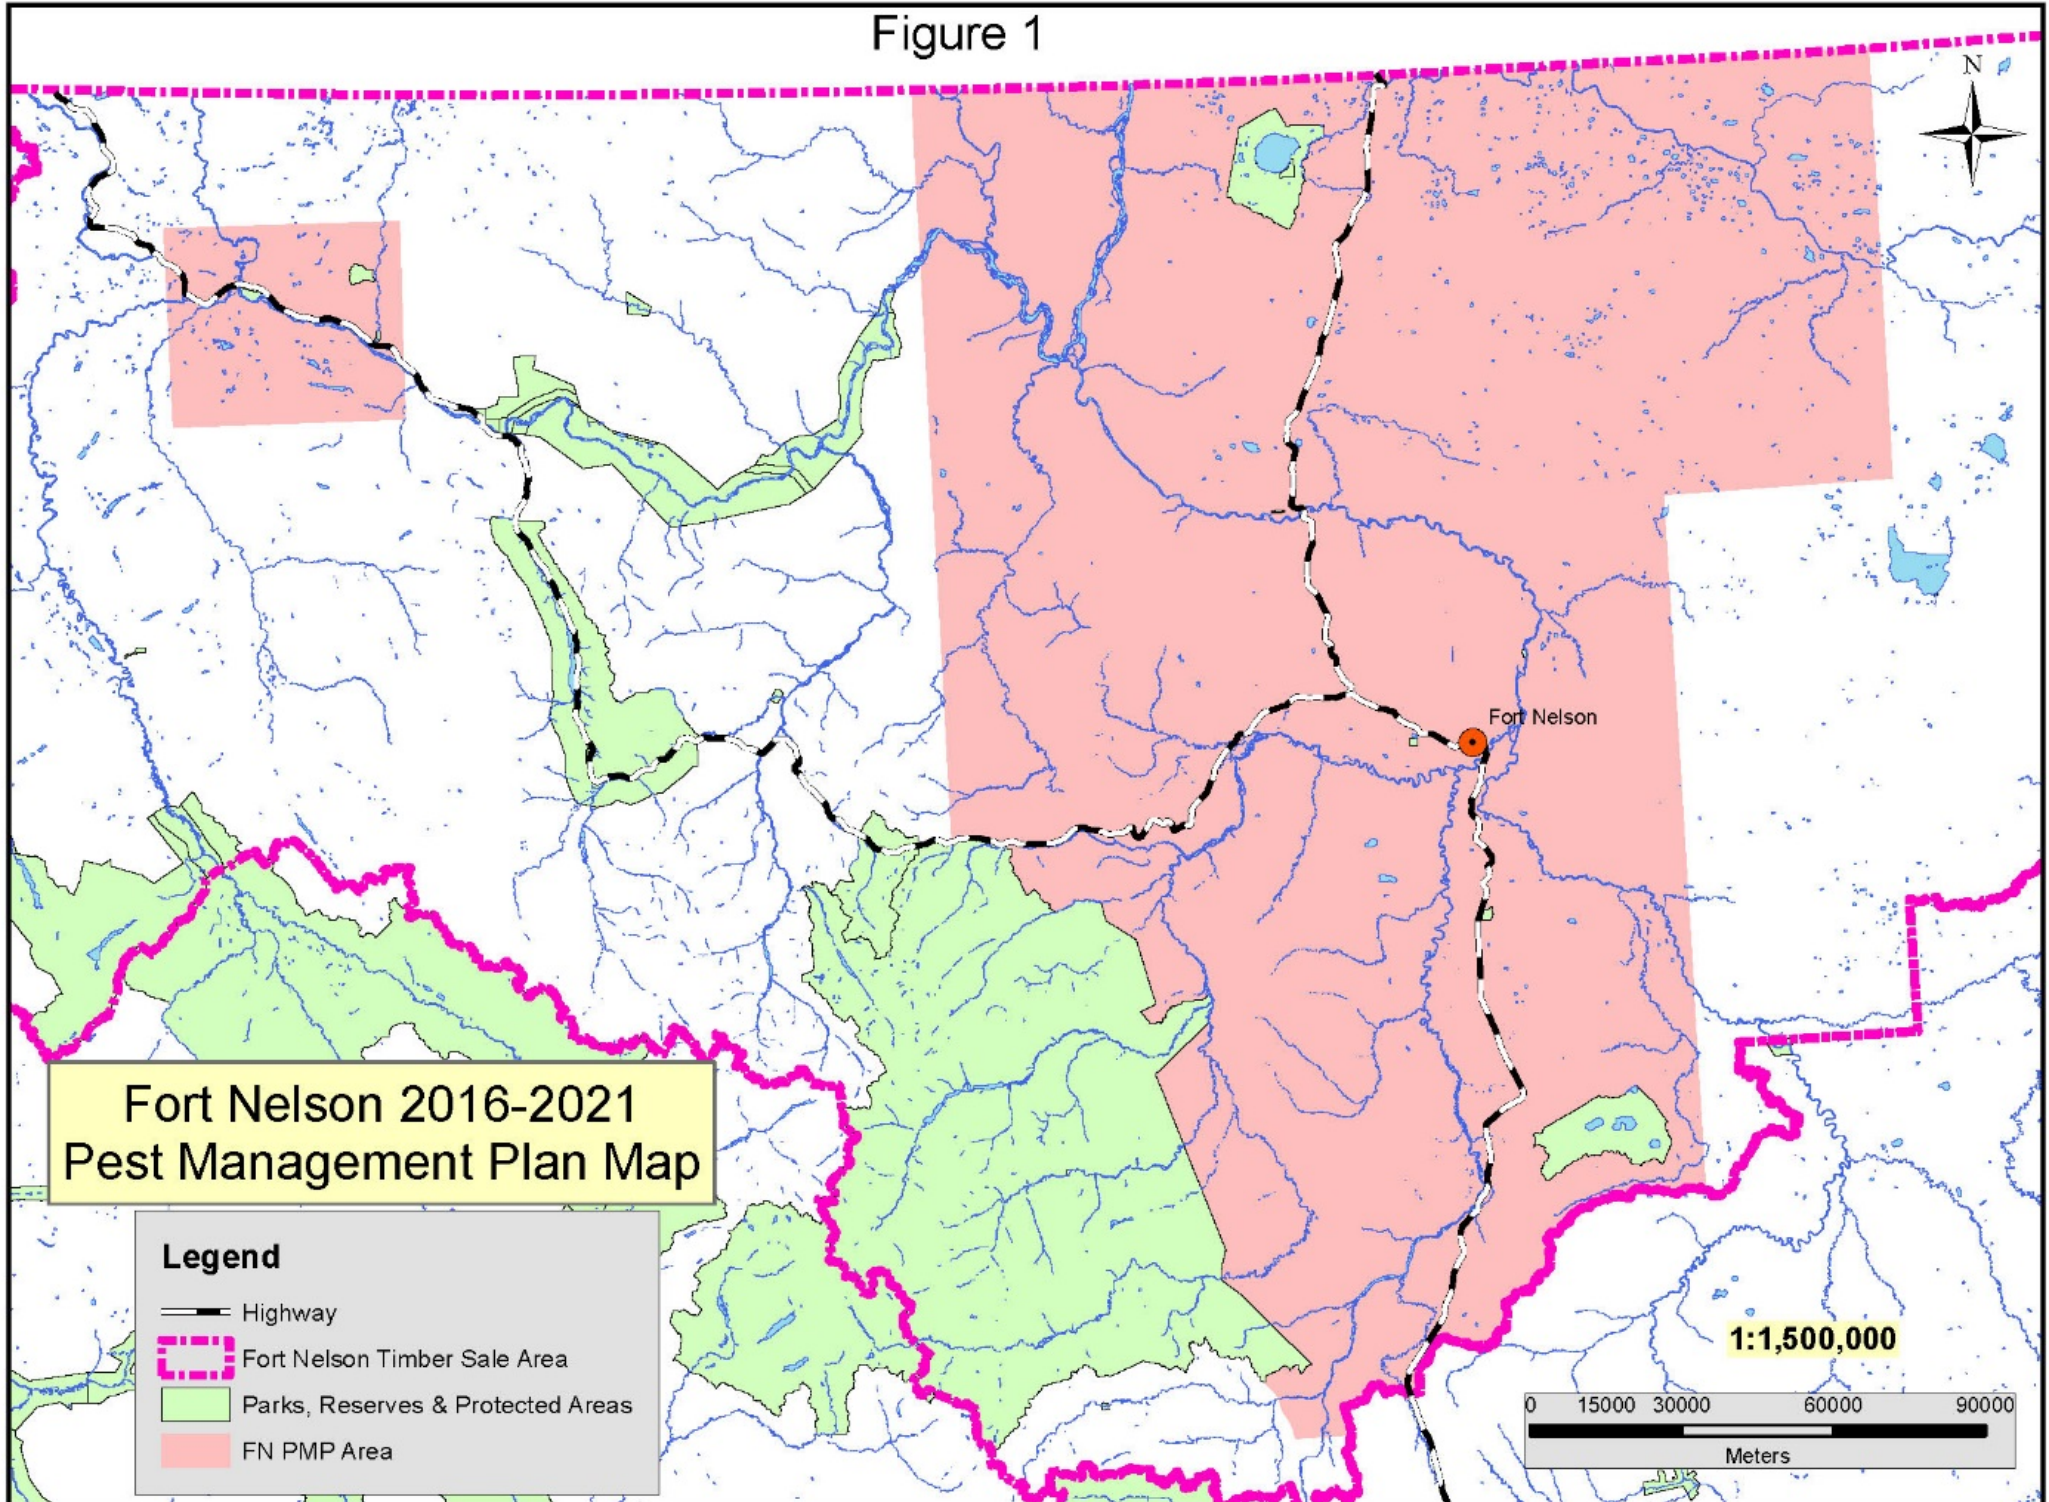 Figure 1
N
Fort Nelson
Fort Nelson 2016-2021
Pest Management Plan Map
Legend
Highway
Fort Nelson Timber Sale Area
Parks, Reserves & Protected Areas
FN PMP Area
1:1,500,000
0 15000 30000 60000 90000
Meters